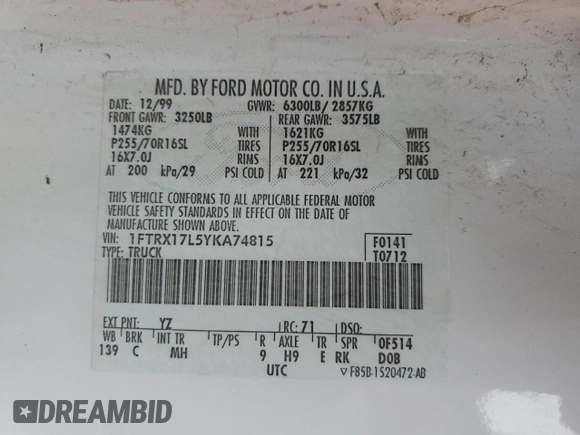 MFD. BY FORD MOTOR CO. IN U.S.A.
DATE: 12/99 GVWR: 6300LB/ 2857KG
FRONT GAWR: 3250LB REAR GAWR: 3575LB
1474KG WITH 1621KG WITH
P255/70R16SL TIRES P255/70R16SL TIRES
16X7.0J RIMS 16X7.0J RIMS
AT 200 kPa/29 PSI COLD AT 221 kPa/32 PSI COLD
THIS VEHICLE CONFORMS TO ALL APPLICABLE FEDERAL MOTOR
VEHICLE SAFETY STANDARDS IN EFFECT ON THE DATE OF
MANUFACTURE SHOWN ABOVE.
VIN: 1FTRX17L5YKA74815 F0141
TYPE: TRUCK T0712
EXT PNT: YZ RC: 71 DSO:
WB BRK INT TR TP/PS R AXLE TR SPR 0F514
139 C MH 9 H9 E RK DOB
UTC ▽ F85B-1520472-AB
DREAMBID